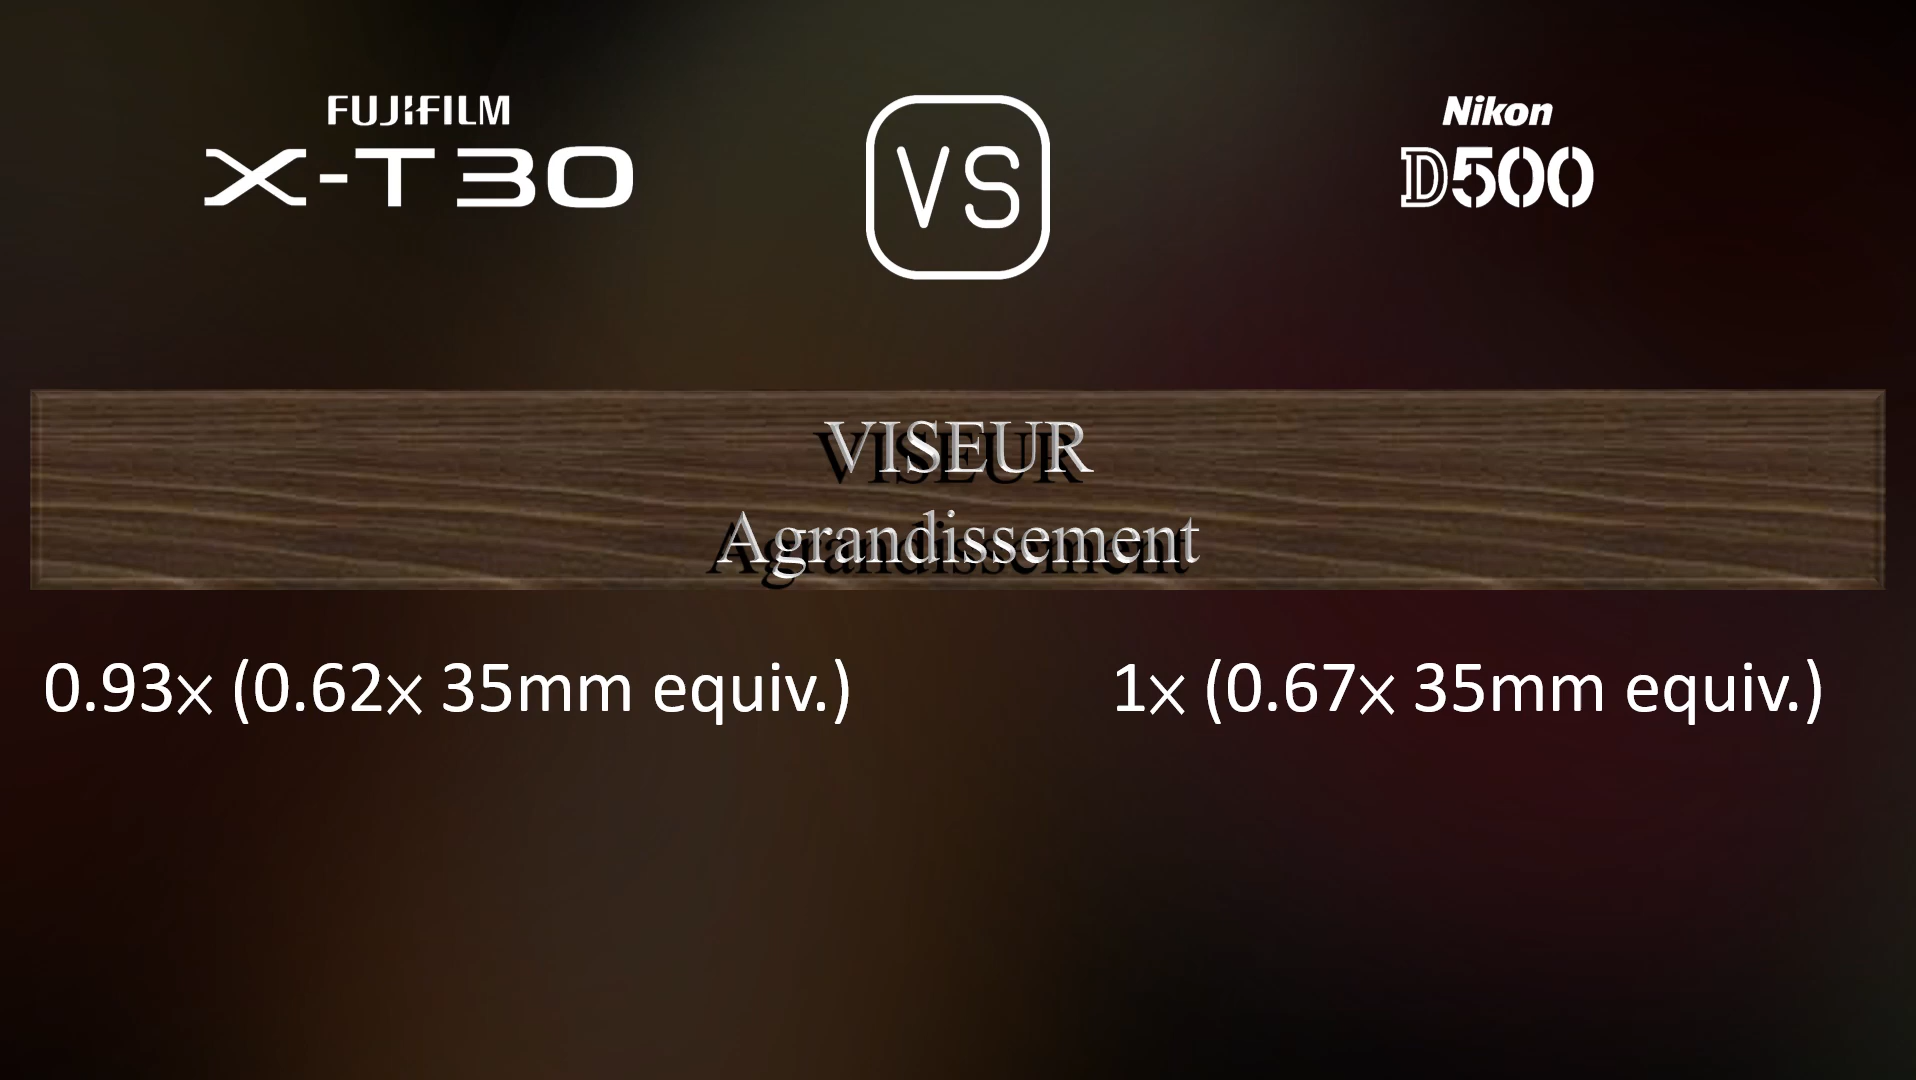 FUJIFILM
X-T30
VS
Nikon
D500
VISEUR
Agrandissement
0.93x (0.62x 35mm equiv.)
1x (0.67x 35mm equiv.)